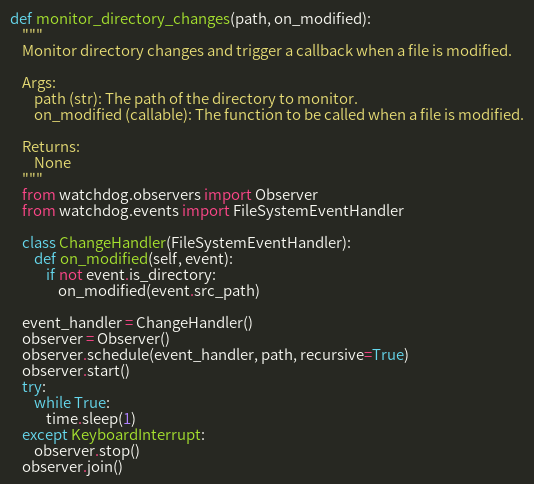 def monitor_directory_changes(path, on_modified):
    """
    Monitor directory changes and trigger a callback when a file is modified.

    Args:
        path (str): The path of the directory to monitor.
        on_modified (callable): The function to be called when a file is modified.

    Returns:
        None
    """
    from watchdog.observers import Observer
    from watchdog.events import FileSystemEventHandler

    class ChangeHandler(FileSystemEventHandler):
        def on_modified(self, event):
            if not event.is_directory:
                on_modified(event.src_path)

    event_handler = ChangeHandler()
    observer = Observer()
    observer.schedule(event_handler, path, recursive=True)
    observer.start()
    try:
        while True:
            time.sleep(1)
    except KeyboardInterrupt:
        observer.stop()
    observer.join()